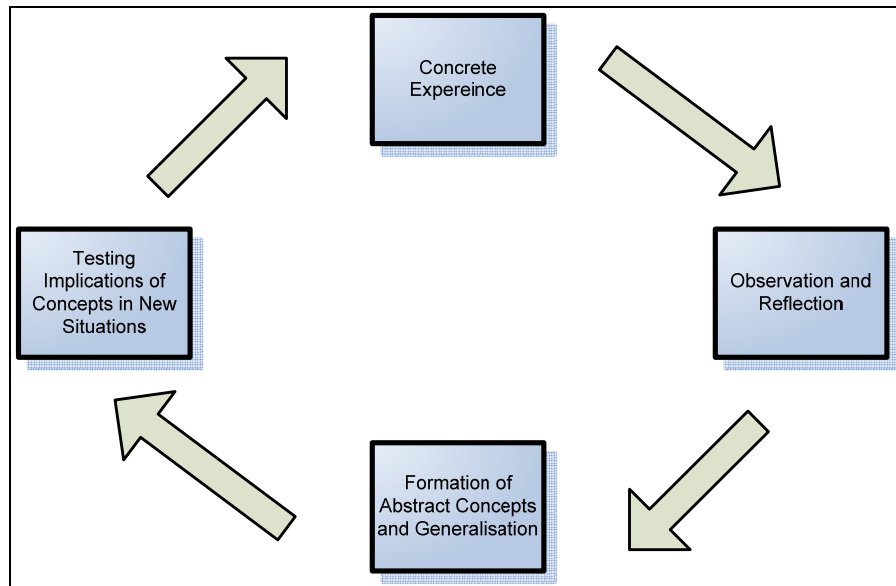 Concrete
Expereince
Observation and
Reflection
Formation of
Abstract Concepts
and Generalisation
Testing
Implications of
Concepts in New
Situations